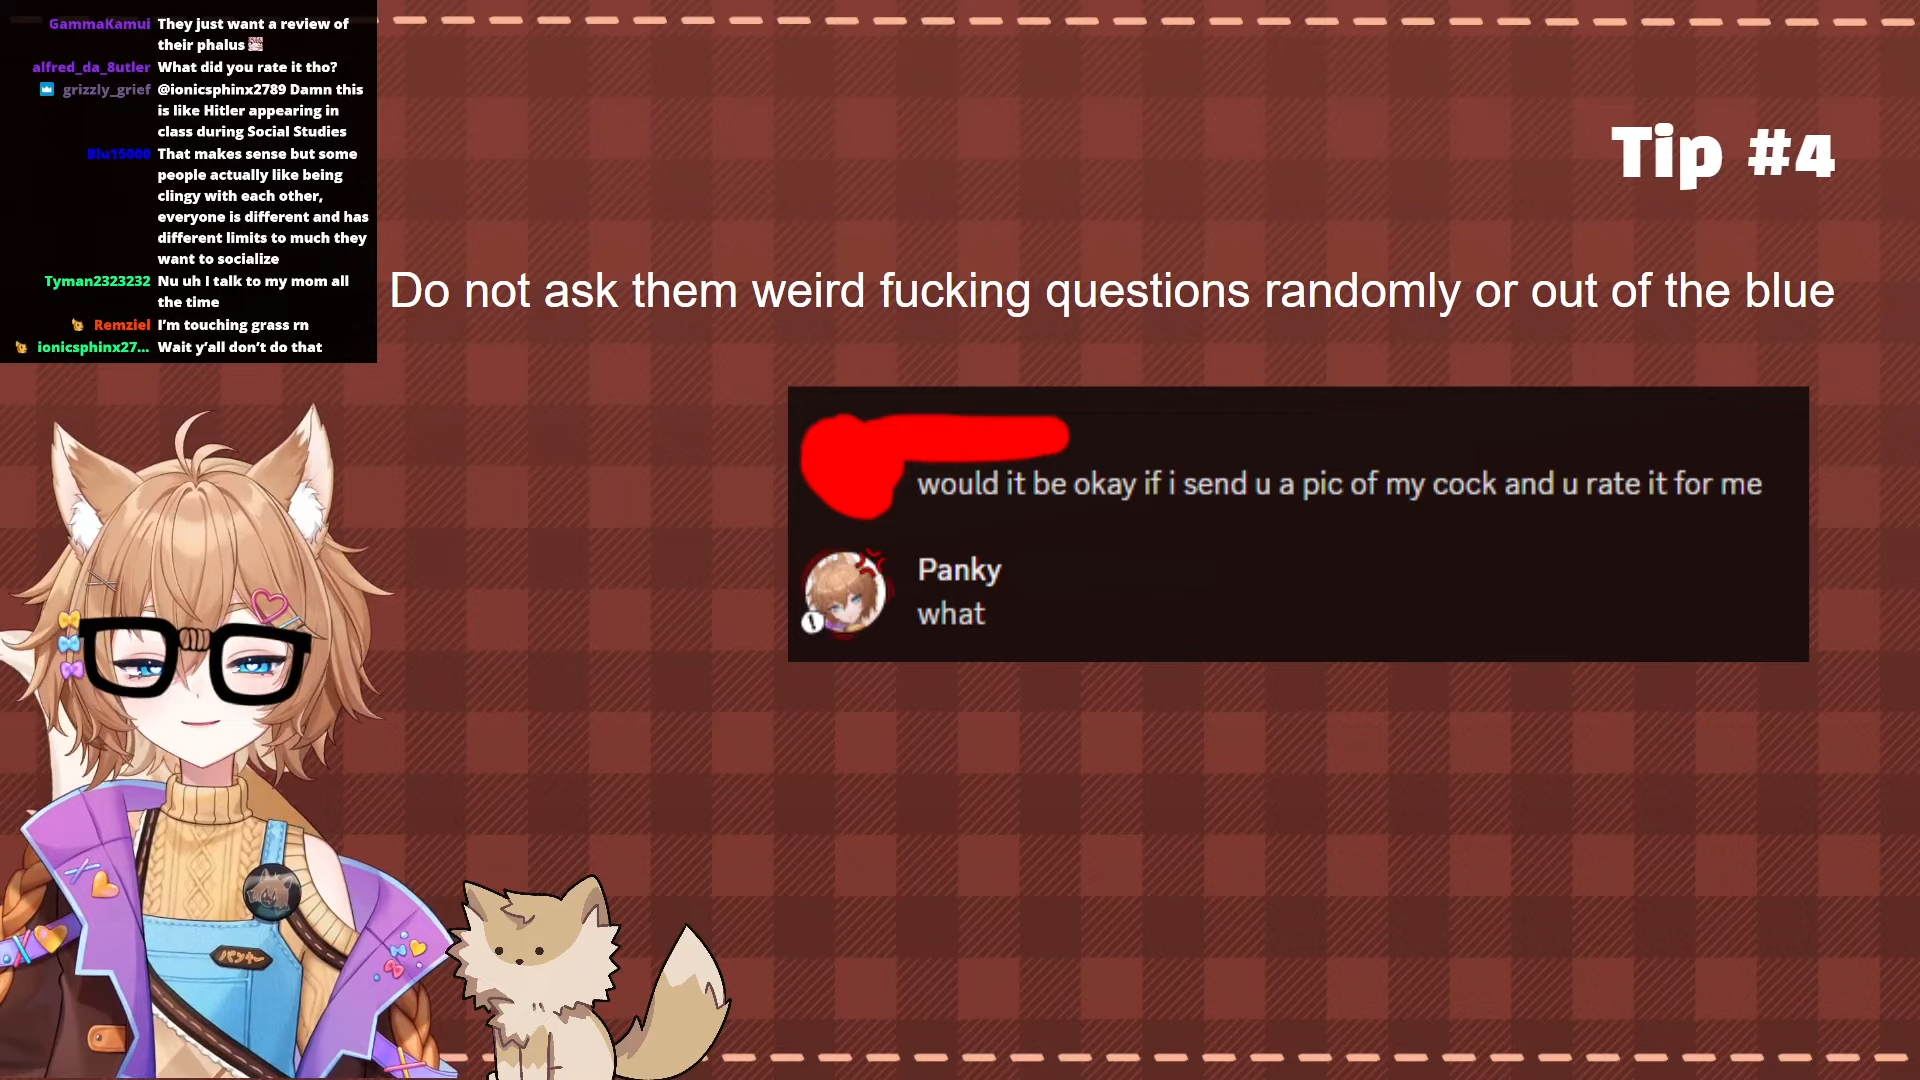 GammaKamui They just want a review of
their phalus
alfred_da_8utler What did you rate it tho?
grizzly_grief @ionicsphinx2789 Damn this
is like Hitler appearing in
class during Social Studies
Blu15000 That makes sense but some
people actually like being
clingy with each other,
everyone is different and has
different limits to much they
want to socialize
Tyman2323232 Nu uh I talk to my mom all
the time
Remziel I'm touching grass rn
ionicsphinx27... Wait y'all don't do that
Tip #4
Do not ask them weird fucking questions randomly or out of the blue
would it be okay if i send u a pic of my cock and u rate it for me
Panky
what
パンキー